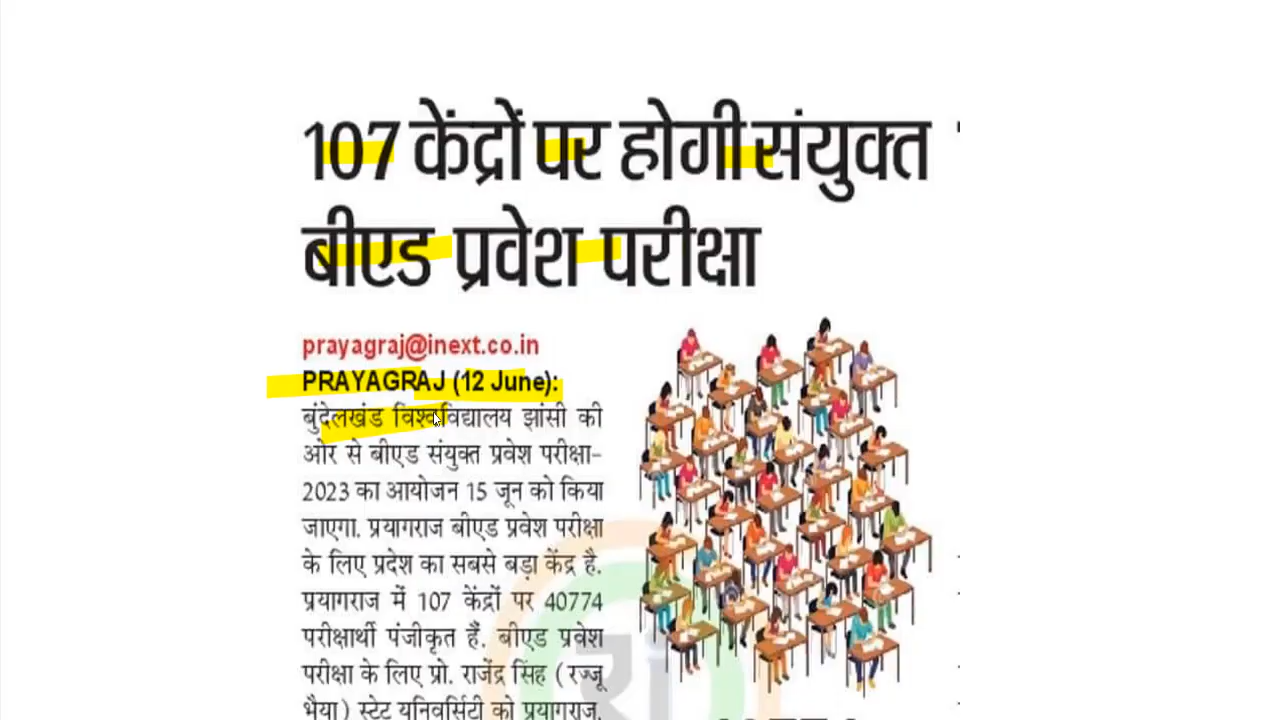 107 केंद्रों पर होगी संयुक्त
बीएड प्रवेश परीक्षा
prayagraj@inext.co.in
PRAYAGRAJ (12 June):
बुंदेलखंड विश्वविद्यालय झांसी की
ओर से बीएड संयुक्त प्रवेश परीक्षा-
2023 का आयोजन 15 जून को किया
जाएगा. प्रयागराज बीएड प्रवेश परीक्षा
के लिए प्रदेश का सबसे बड़ा केंद्र है.
प्रयागराज में 107 केंद्रों पर 40774
परीक्षार्थी पंजीकृत हैं. बीएड प्रवेश
परीक्षा के लिए प्रो. राजेंद्र सिंह (रज्जू
भैया) स्टेट यूनिवर्सिटी को प्रयागराज,